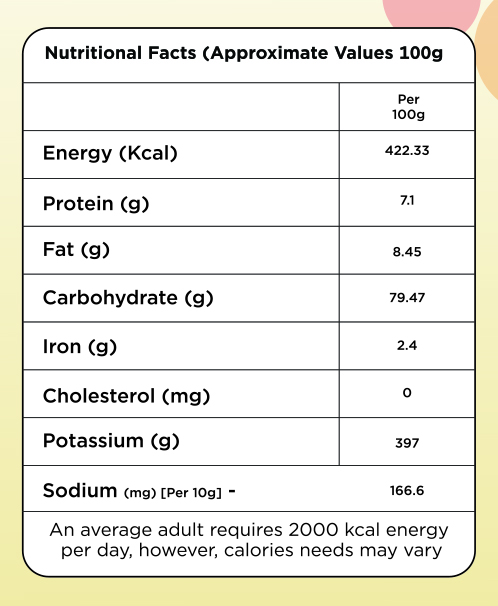 Nutritional Facts (Approximate Values 100g
Per
100g
Energy (Kcal) 422.33
Protein (g) 7.1
Fat (g) 8.45
Carbohydrate (g) 79.47
Iron (g) 2.4
Cholesterol (mg) 0
Potassium (g) 397
Sodium (mg) [Per 10g] - 166.6
An average adult requires 2000 kcal energy
per day, however, calories needs may vary